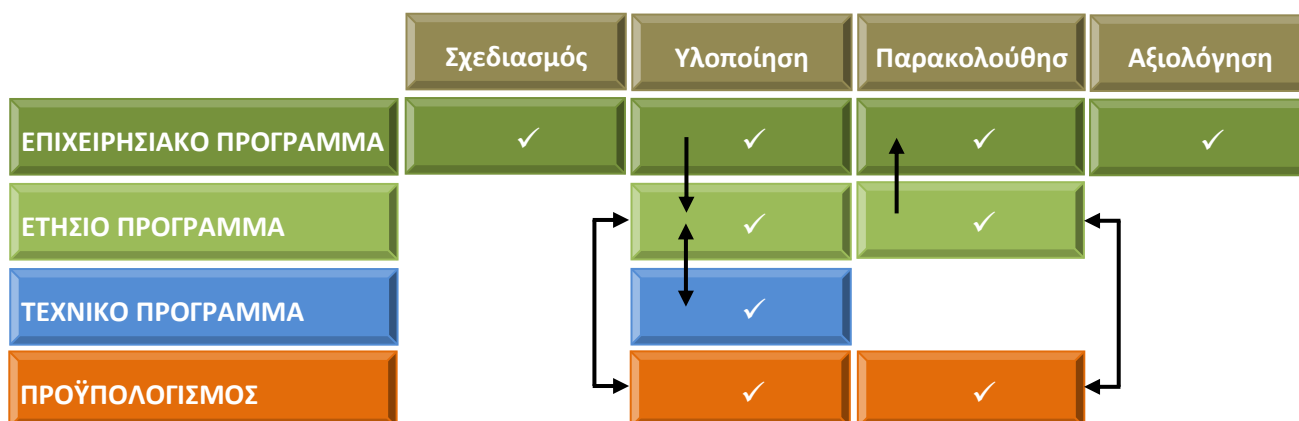 Σχεδιασμός Υλοποίηση Παρακολούθησ Αξιολόγηση
ΕΠΙΧΕΙΡΗΣΙΑΚΟ ΠΡΟΓΡΑΜΜΑ ✓ ✓ ✓ ✓
ΕΤΗΣΙΟ ΠΡΟΓΡΑΜΜΑ ✓ ✓
ΤΕΧΝΙΚΟ ΠΡΟΓΡΑΜΜΑ ✓
ΠΡΟΫΠΟΛΟΓΙΣΜΟΣ ✓ ✓